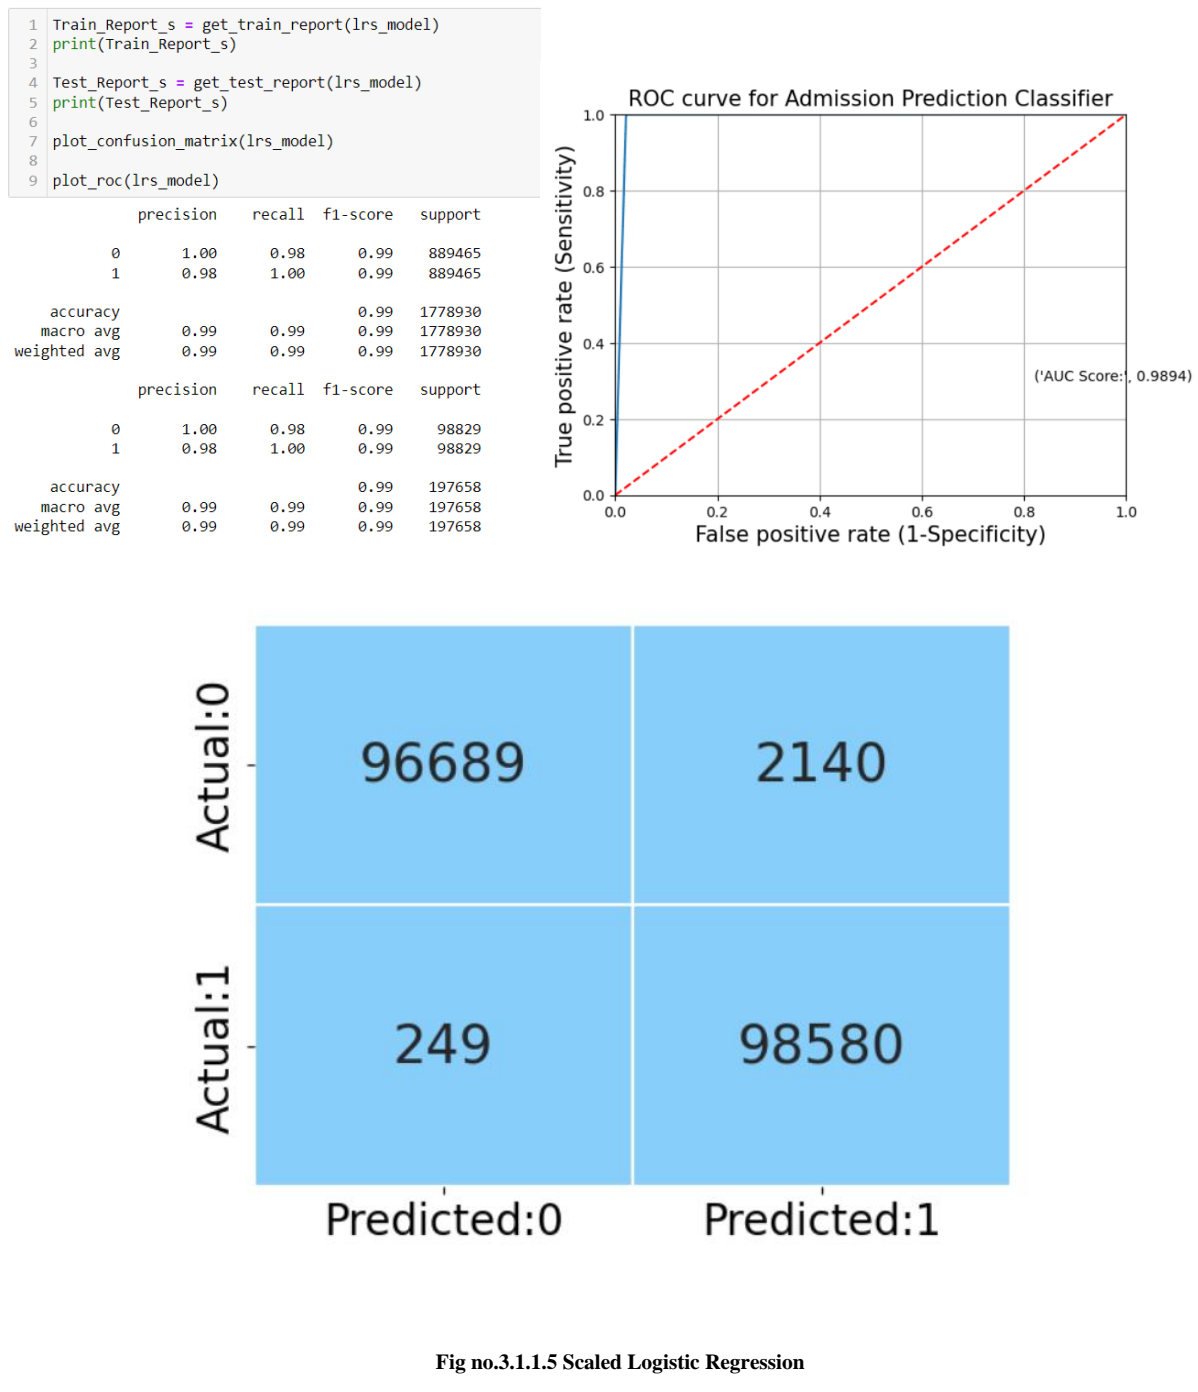 1 Train_Report_s = get_train_report(lrs_model)
2 print(Train_Report_s)
3
4 Test_Report_s = get_test_report(lrs_model)
5 print(Test_Report_s)
6
7 plot_confusion_matrix(lrs_model)
8
9 plot_roc(lrs_model)
precision recall f1-score support
0 1.00 0.98 0.99 889465
1 0.98 1.00 0.99 889465
accuracy 0.99 1778930
macro avg 0.99 0.99 0.99 1778930
weighted avg 0.99 0.99 0.99 1778930
precision recall f1-score support
0 1.00 0.98 0.99 98829
1 0.98 1.00 0.99 98829
accuracy 0.99 197658
macro avg 0.99 0.99 0.99 197658
weighted avg 0.99 0.99 0.99 197658
ROC curve for Admission Prediction Classifier
True positive rate (Sensitivity)
1.0
0.8
0.6
0.4
0.2
0.0
('AUC Score:', 0.9894)
0.0 0.2 0.4 0.6 0.8 1.0
False positive rate (1-Specificity)
Actual:0
96689 2140
Actual:1
249 98580
Predicted:0 Predicted:1
Fig no.3.1.1.5 Scaled Logistic Regression